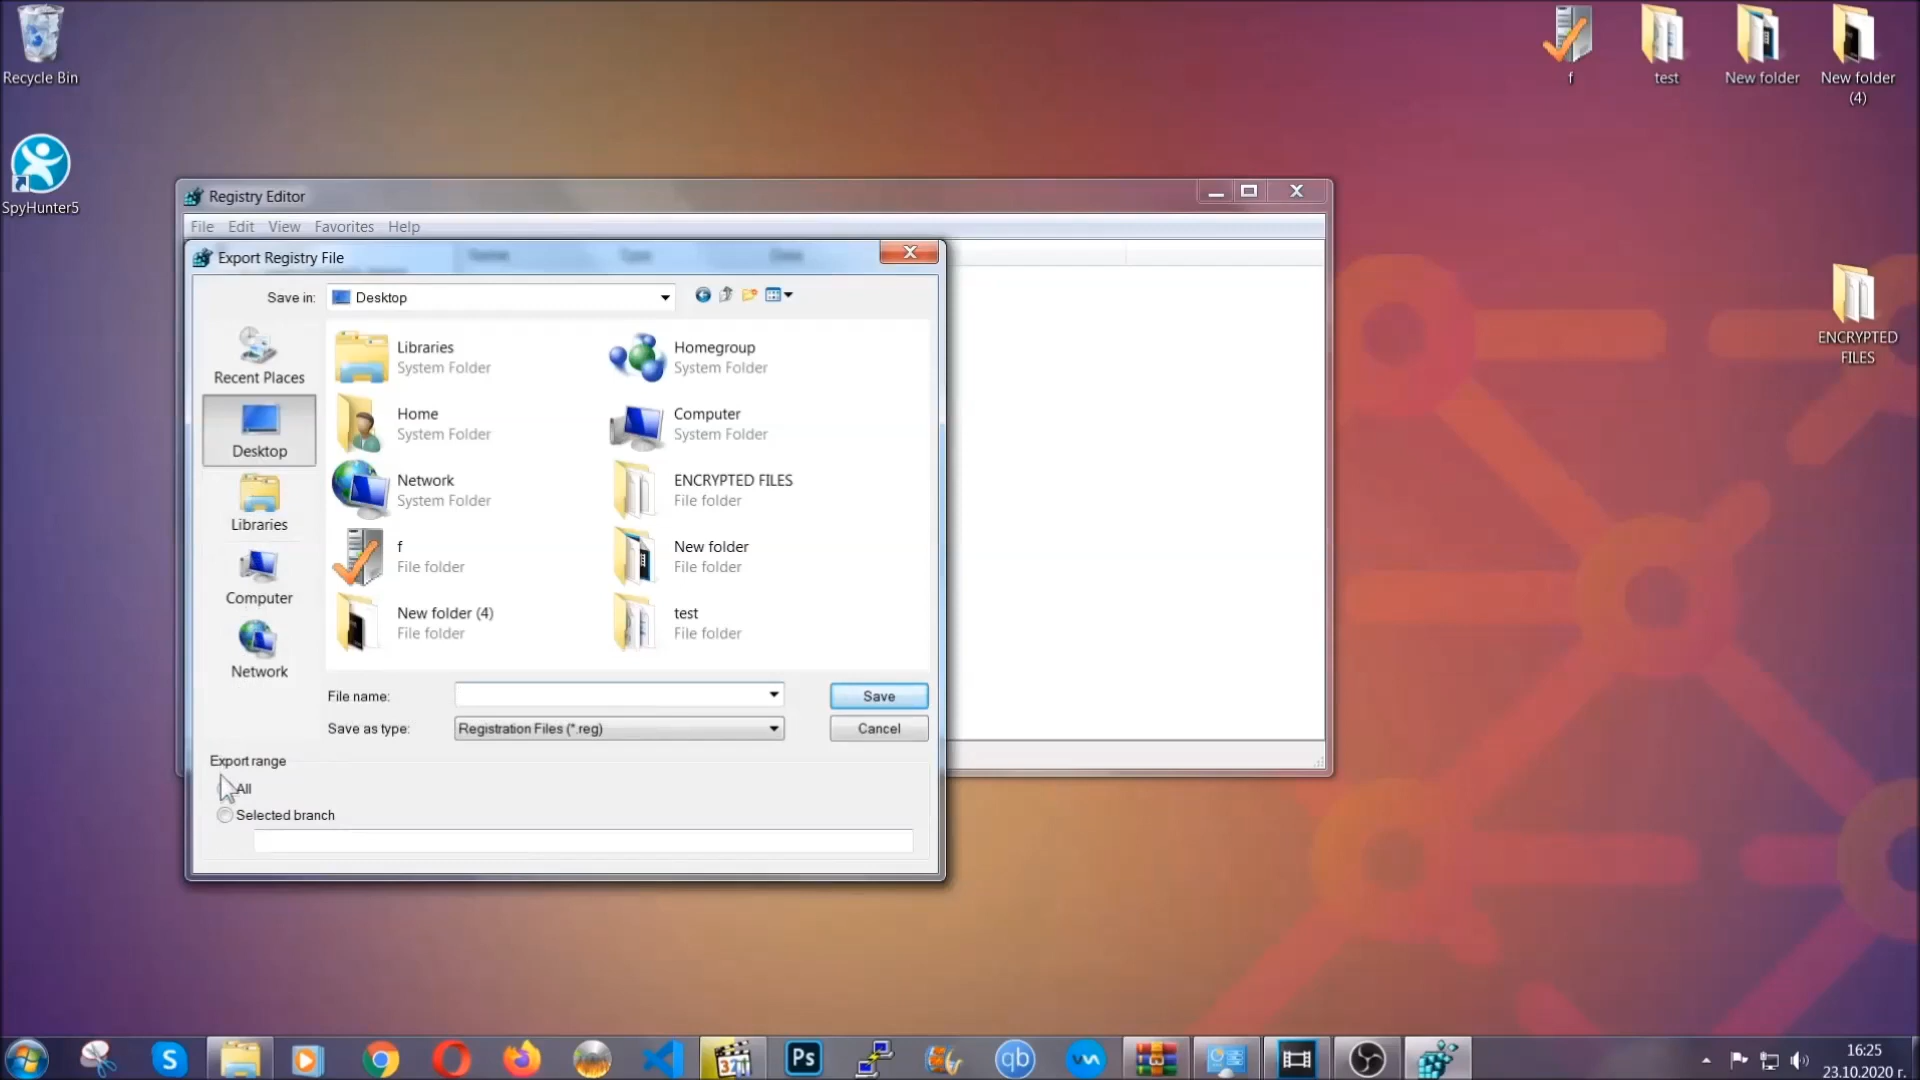 Recycle Bin
SpyHunter5
f
test
New folder
New folder
(4)
ENCRYPTED
FILES
Registry Editor
File Edit View Favorites Help
Export Registry File
Save in:
Desktop
Recent Places
Desktop
Libraries
Computer
Network
Libraries
System Folder
Homegroup
System Folder
Home
System Folder
Computer
System Folder
Network
System Folder
ENCRYPTED FILES
File folder
f
File folder
New folder
File folder
New folder (4)
File folder
test
File folder
File name:
Save
Save as type:
Registration Files (*.reg)
Cancel
Export range
All
Selected branch
S
321
Ps
qb
16:25
23.10.2020 г.